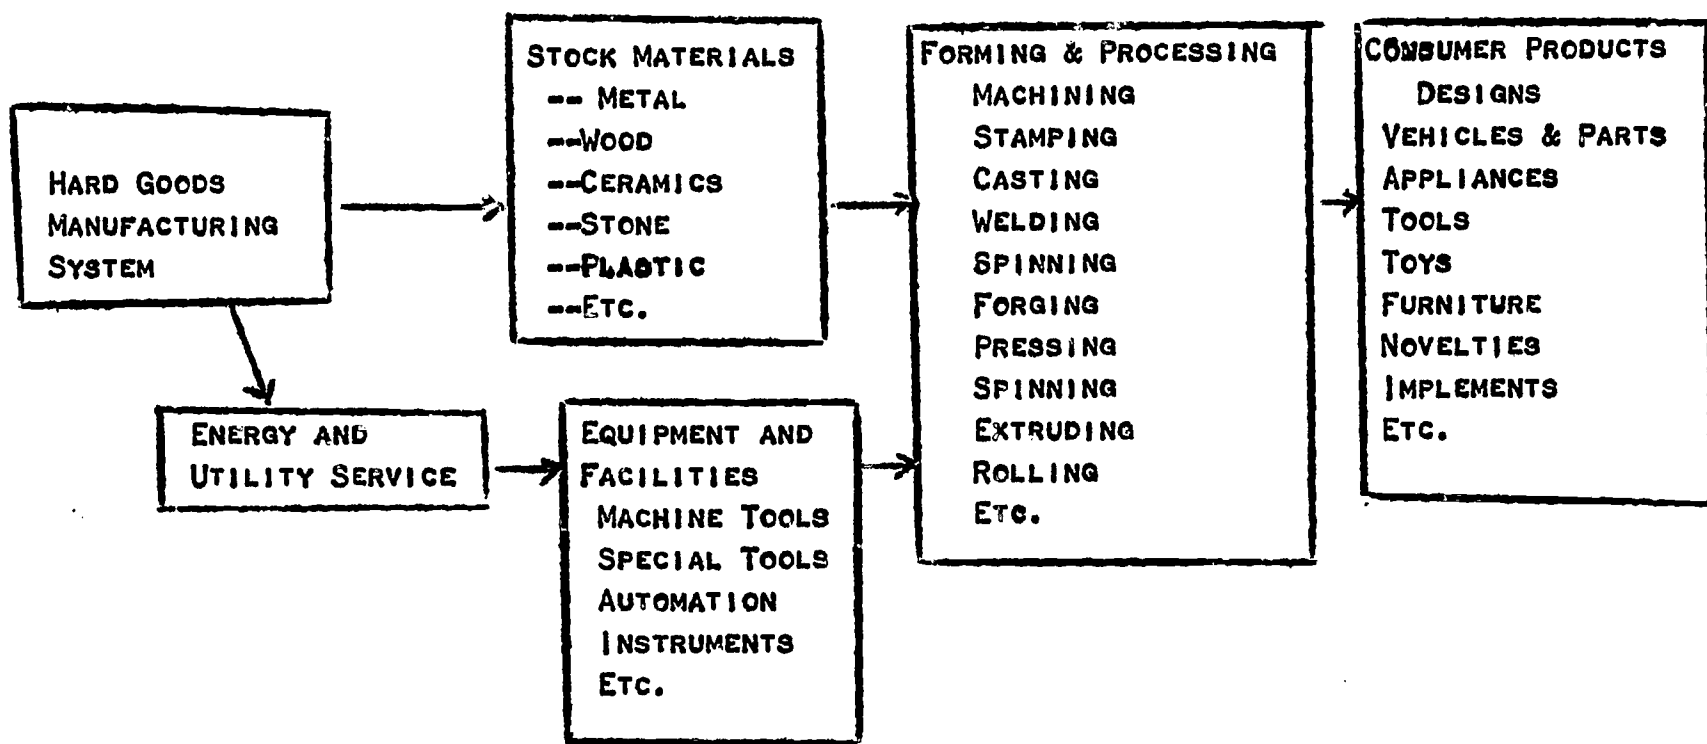 HARD GOODS
MANUFACTURING
SYSTEM
STOCK MATERIALS
-- METAL
--WOOD
--CERAMICS
--STONE
--PLASTIC
--ETC.
ENERGY AND
UTILITY SERVICE
EQUIPMENT AND
FACILITIES
MACHINE TOOLS
SPECIAL TOOLS
AUTOMATION
INSTRUMENTS
ETC.
FORMING & PROCESSING
MACHINING
STAMPING
CASTING
WELDING
SPINNING
FORGING
PRESSING
SPINNING
EXTRUDING
ROLLING
ETC.
CONSUMER PRODUCTS
DESIGNS
VEHICLES & PARTS
APPLIANCES
TOOLS
TOYS
FURNITURE
NOVELTIES
IMPLEMENTS
ETC.